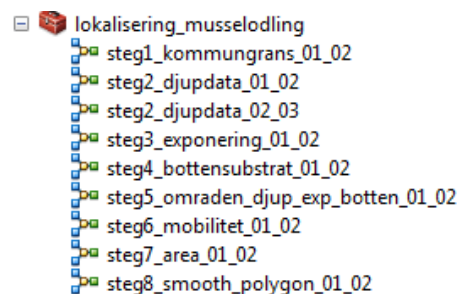 lokalisering_musselodling
steg1_kommungrans_01_02
steg2_djupdata_01_02
steg2_djupdata_02_03
steg3_exponering_01_02
steg4_bottensubstrat_01_02
steg5_omraden_djup_exp_botten_01_02
steg6_mobilitet_01_02
steg7_area_01_02
steg8_smooth_polygon_01_02